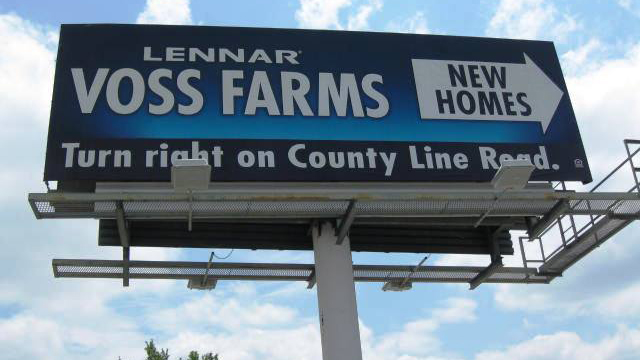 LENNAR®
VOSS FARMS
NEW
HOMES
Turn right on County Line Road.